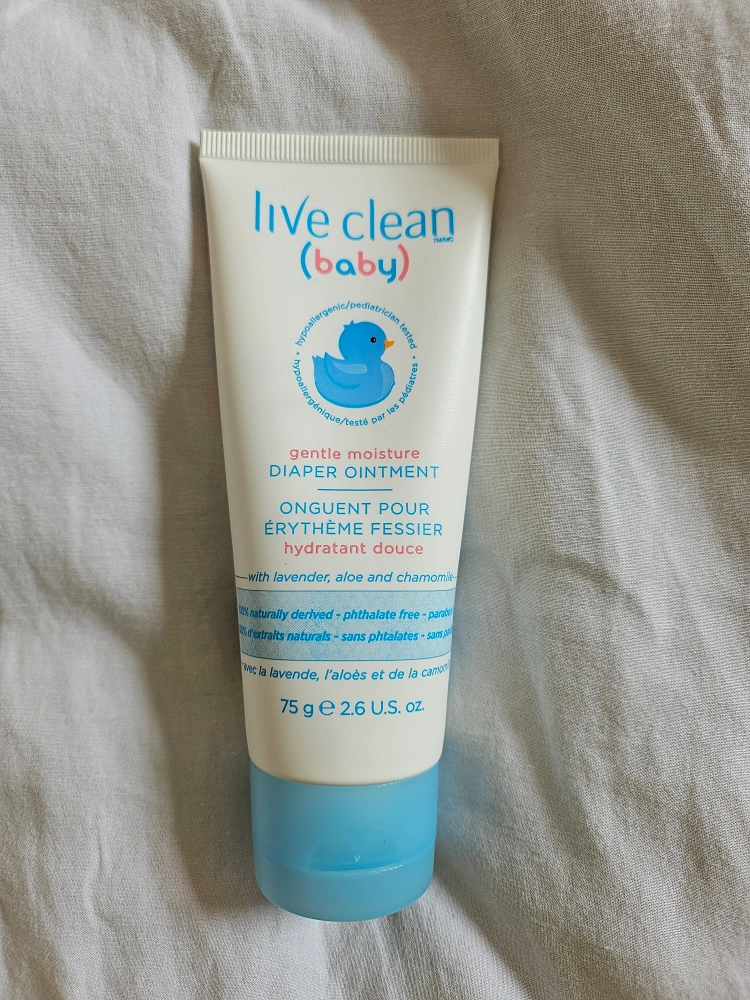 live clean
TM/MC
(baby)
hypoallergenic/pediatrician tested
hypoallergénique/testé par les pédiatres
gentle moisture
DIAPER OINTMENT
ONGUENT POUR
ÉRYTHÈME FESSIER
hydratant douce
with lavender, aloe and chamomile
naturally derived - phthalate free -
d'extraits naturals - sans phtalates - sans
avec la lavende, l'aloès et de la
75 g e 2.6 U.S. oz.